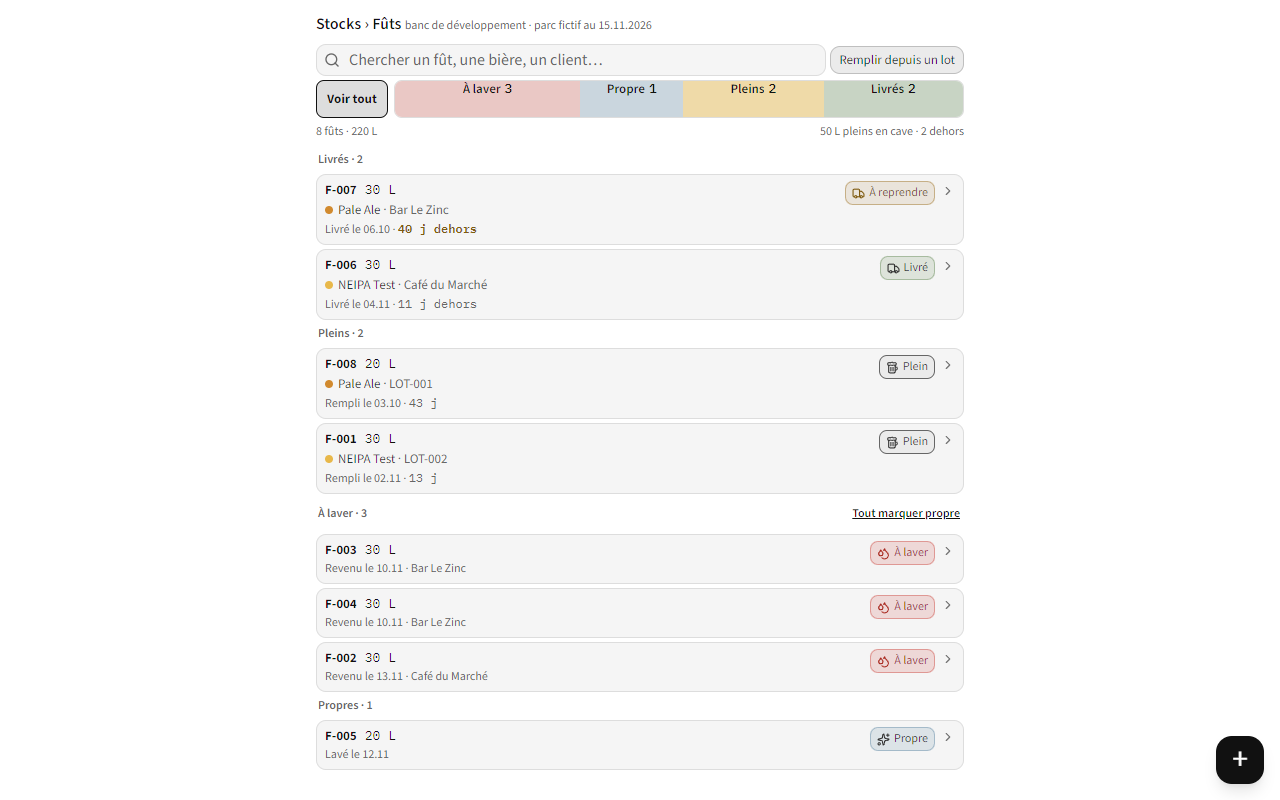 Stocks › Fûts banc de développement · parc fictif au 15.11.2026
Chercher un fût, une bière, un client…
Remplir depuis un lot
Voir tout
À laver 3
Propre 1
Pleins 2
Livrés 2
8 fûts · 220 L
50 L pleins en cave · 2 dehors
Livrés · 2
F-007 30 L
À reprendre
Pale Ale · Bar Le Zinc
Livré le 06.10 · 40 j dehors
F-006 30 L
Livré
NEIPA Test · Café du Marché
Livré le 04.11 · 11 j dehors
Pleins · 2
F-008 20 L
Plein
Pale Ale · LOT-001
Rempli le 03.10 · 43 j
F-001 30 L
Plein
NEIPA Test · LOT-002
Rempli le 02.11 · 13 j
À laver · 3
Tout marquer propre
F-003 30 L
À laver
Revenu le 10.11 · Bar Le Zinc
F-004 30 L
À laver
Revenu le 10.11 · Bar Le Zinc
F-002 30 L
À laver
Revenu le 13.11 · Café du Marché
Propres · 1
F-005 20 L
Propre
Lavé le 12.11
+